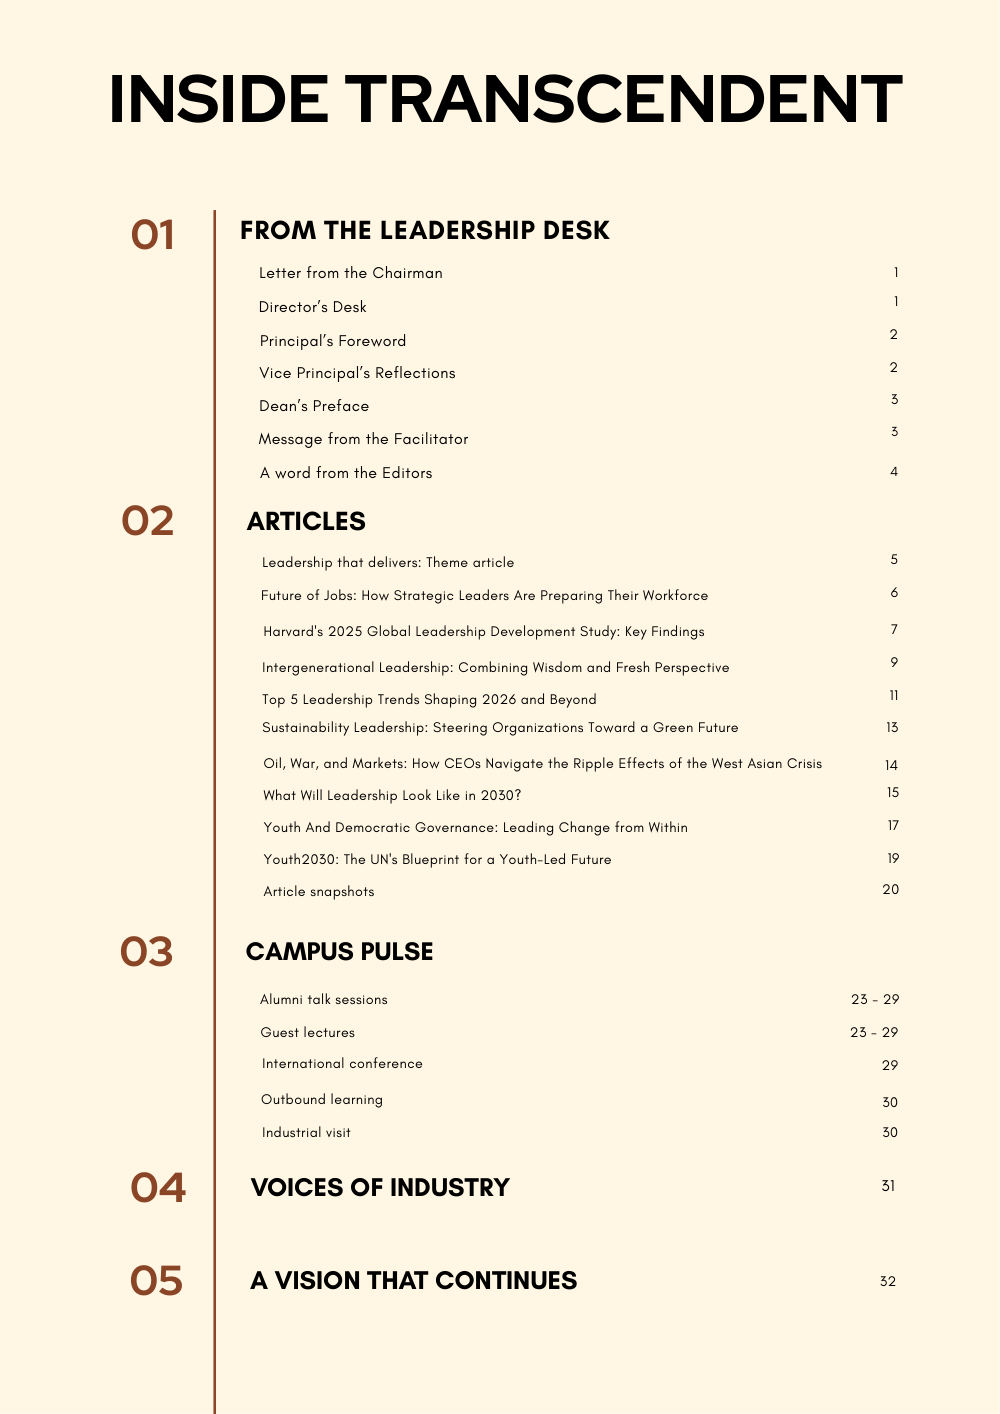 INSIDE TRANSCENDENT
01 FROM THE LEADERSHIP DESK
Letter from the Chairman 1
Director’s Desk 1
Principal’s Foreword 2
Vice Principal’s Reflections 2
Dean’s Preface 3
Message from the Facilitator 3
A word from the Editors 4
02 ARTICLES
Leadership that delivers: Theme article 5
Future of Jobs: How Strategic Leaders Are Preparing Their Workforce 6
Harvard's 2025 Global Leadership Development Study: Key Findings 7
Intergenerational Leadership: Combining Wisdom and Fresh Perspective 9
Top 5 Leadership Trends Shaping 2026 and Beyond 11
Sustainability Leadership: Steering Organizations Toward a Green Future 13
Oil, War, and Markets: How CEOs Navigate the Ripple Effects of the West Asian Crisis 14
What Will Leadership Look Like in 2030? 15
Youth And Democratic Governance: Leading Change from Within 17
Youth2030: The UN's Blueprint for a Youth-Led Future 19
Article snapshots 20
03 CAMPUS PULSE
Alumni talk sessions 23 - 29
Guest lectures 23 - 29
International conference 29
Outbound learning 30
Industrial visit 30
04 VOICES OF INDUSTRY 31
05 A VISION THAT CONTINUES 32